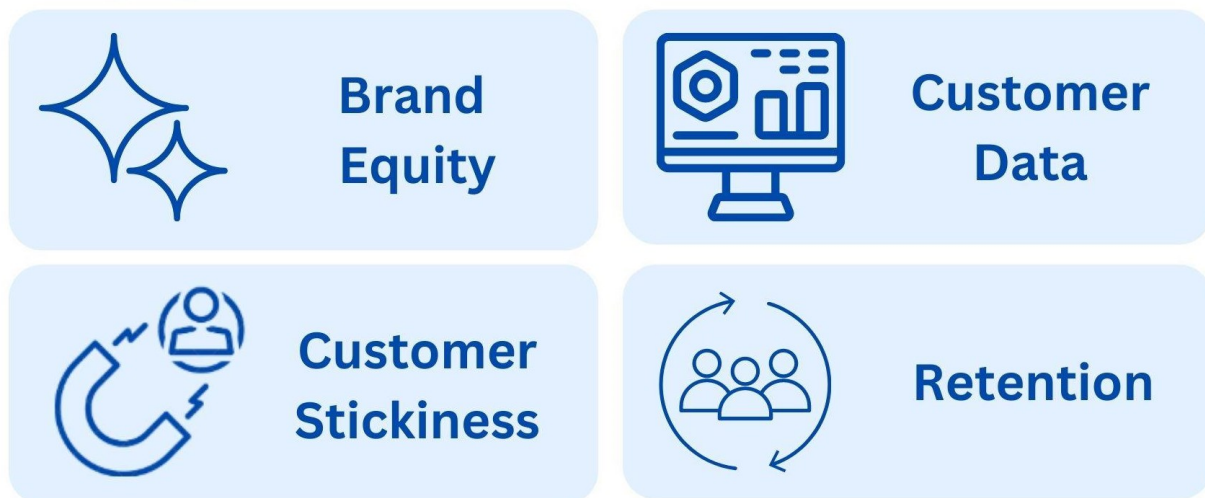 Brand
Equity
Customer
Data
Customer
Stickiness
Retention